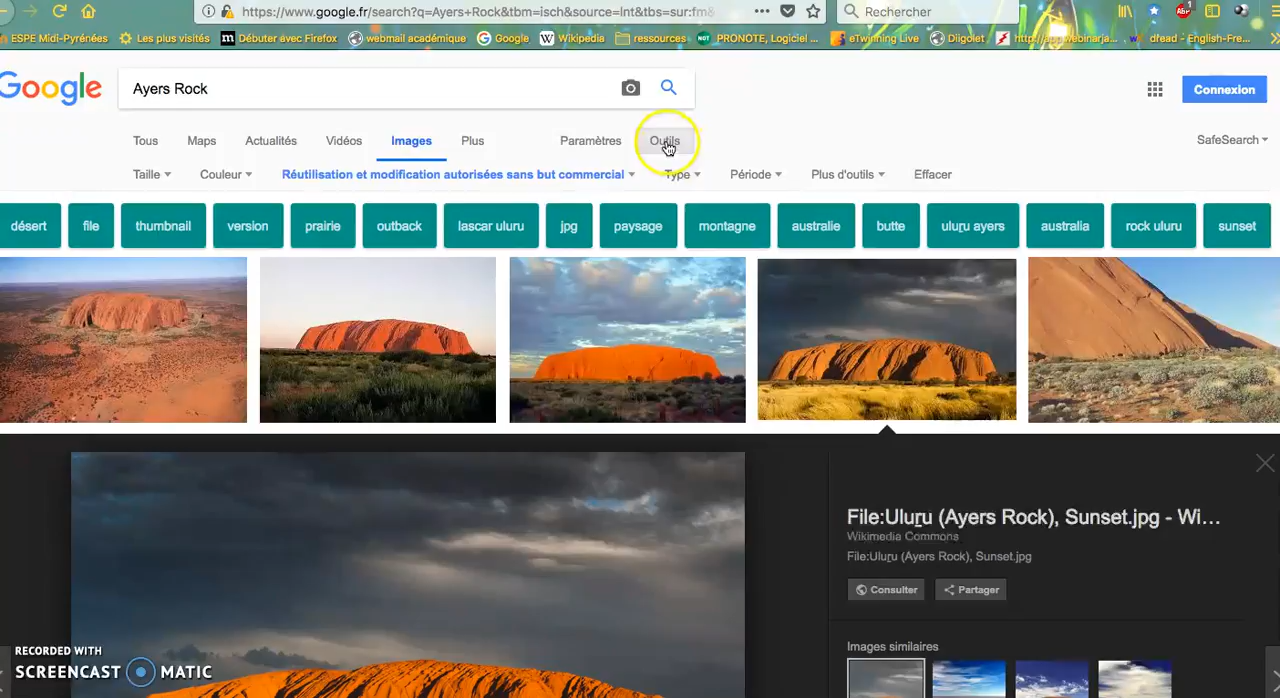 https://www.google.fr/search?q=Ayers+Rock&tbm=isch&source=lnt&tbs=sur:fm&
Rechercher
ESPE Midi-Pyrénées
Les plus visités
Débuter avec Firefox
webmail académique
Google
Wikipedia
ressources
PRONOTE, Logiciel ...
eTwinning Live
Diigolet
dfead - English-Fre...
Google
Ayers Rock
Connexion
Tous
Maps
Actualités
Vidéos
Images
Plus
Paramètres
Outils
SafeSearch
Taille
Couleur
Réutilisation et modification autorisées sans but commercial
Type
Période
Plus d'outils
Effacer
désert
file
thumbnail
version
prairie
outback
lascar uluru
jpg
paysage
montagne
australie
butte
uluṟu ayers
australia
rock uluru
sunset
File:Uluṟu (Ayers Rock), Sunset.jpg - Wi...
Wikimedia Commons
File:Uluṟu (Ayers Rock), Sunset.jpg
Consulter
Partager
Images similaires
RECORDED WITH
SCREENCAST MATIC